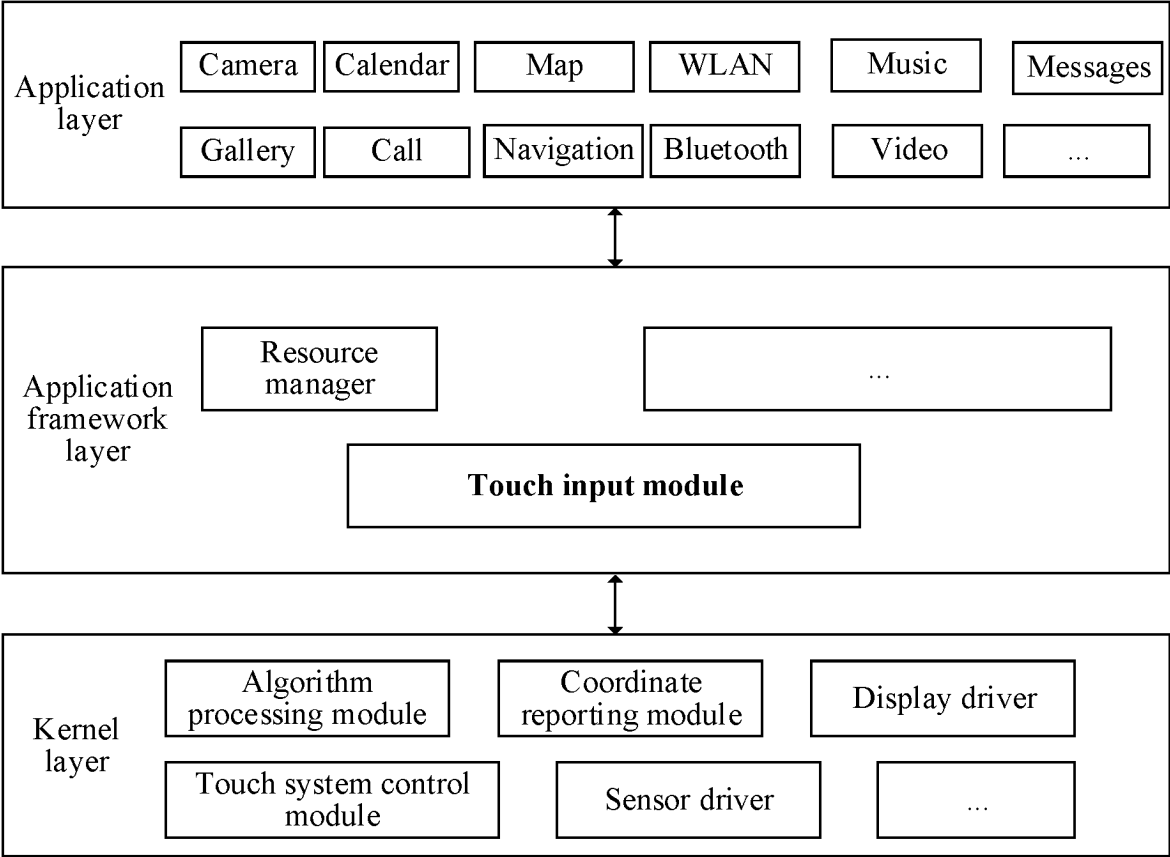 Application
layer
Camera
Calendar
Map
WLAN
Music
Messages
Gallery
Call
Navigation
Bluetooth
Video
...
Application
framework
layer
Resource
manager
...
Touch input module
Kernel
layer
Algorithm
processing module
Coordinate
reporting module
Display driver
Touch system control
module
Sensor driver
...